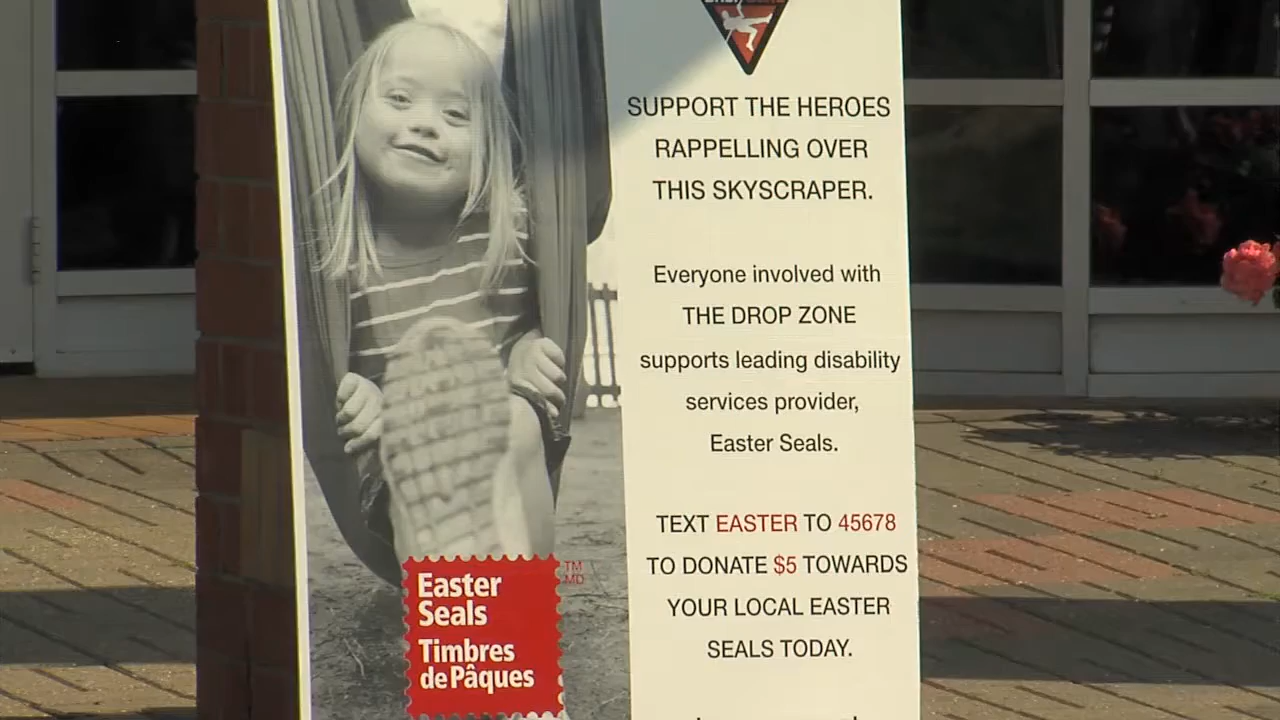 SUPPORT THE HEROES
RAPPELLING OVER
THIS SKYSCRAPER.
Everyone involved with
THE DROP ZONE
supports leading disability
services provider,
Easter Seals.
TEXT EASTER TO 45678
TO DONATE $5 TOWARDS
YOUR LOCAL EASTER
SEALS TODAY.
Easter
Seals
Timbres
de Pâques
TM
MD